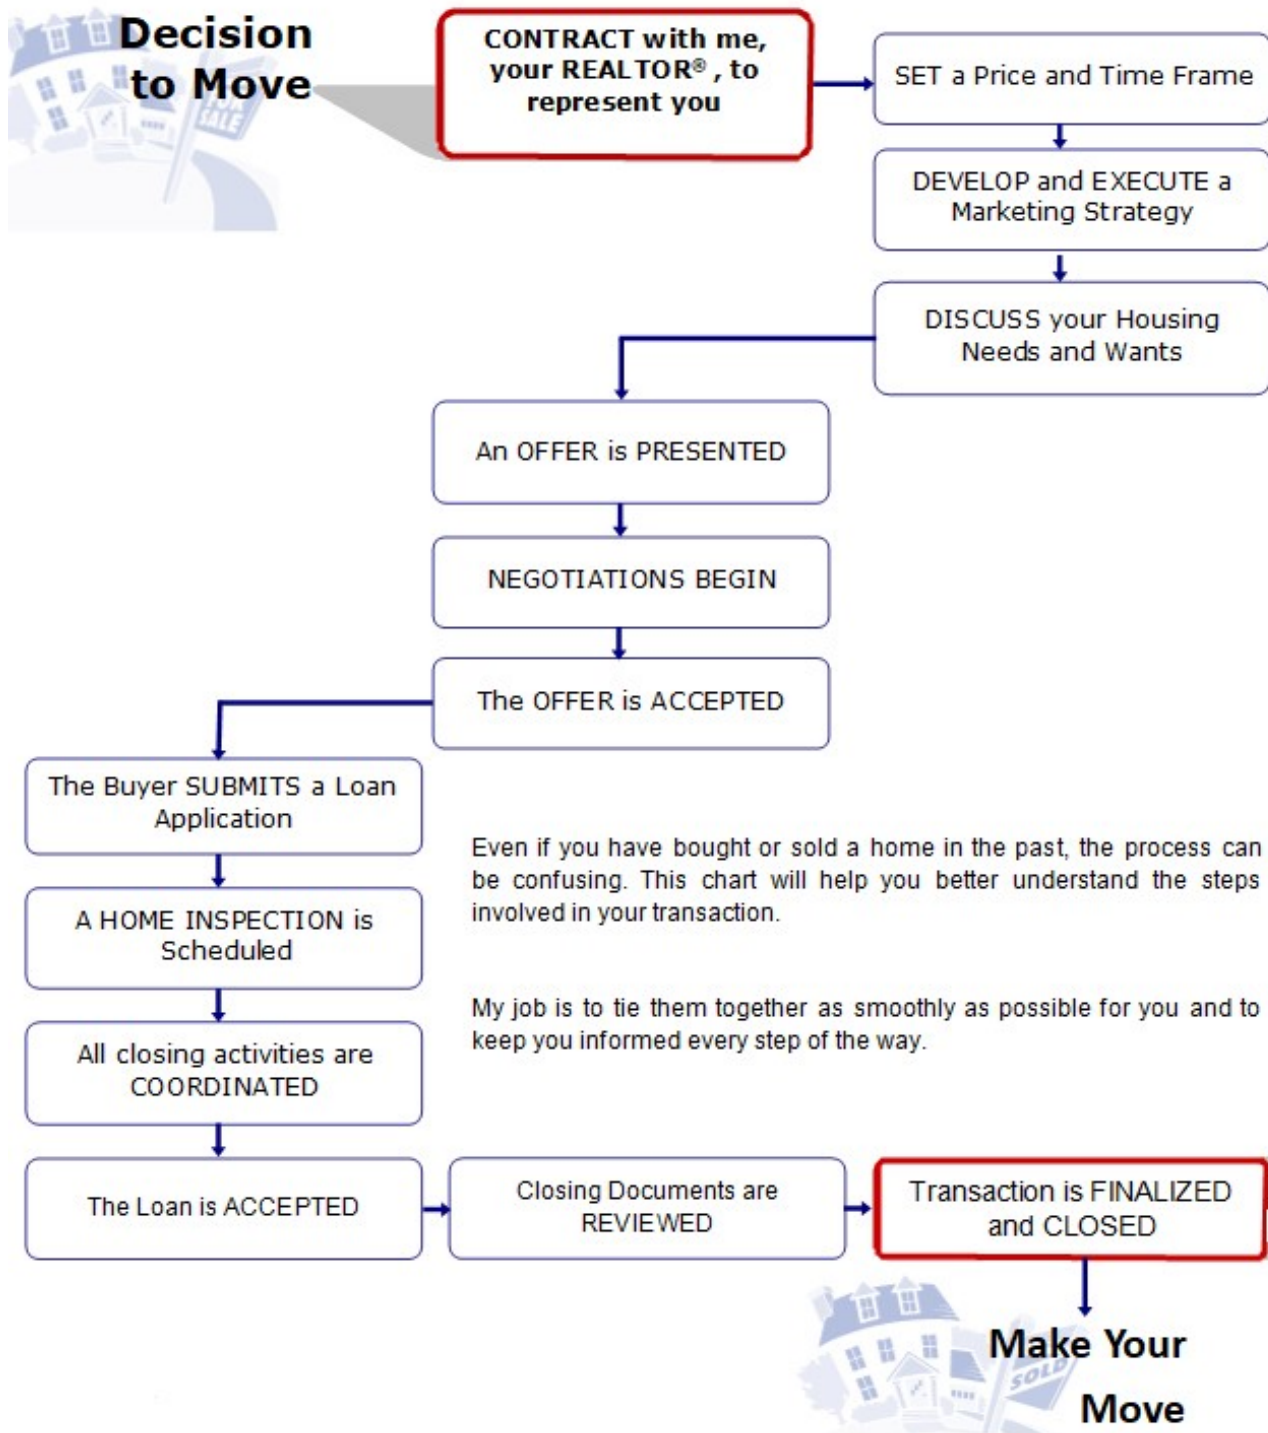 Decision
to Move
FOR
SALE
CONTRACT with me,
your REALTOR® , to
represent you
SET a Price and Time Frame
DEVELOP and EXECUTE a
Marketing Strategy
DISCUSS your Housing
Needs and Wants
An OFFER is PRESENTED
NEGOTIATIONS BEGIN
The OFFER is ACCEPTED
The Buyer SUBMITS a Loan
Application
A HOME INSPECTION is
Scheduled
All closing activities are
COORDINATED
Even if you have bought or sold a home in the past, the process can
be confusing. This chart will help you better understand the steps
involved in your transaction.
My job is to tie them together as smoothly as possible for you and to
keep you informed every step of the way.
The Loan is ACCEPTED
Closing Documents are
REVIEWED
Transaction is FINALIZED
and CLOSED
Make Your
Move
SOLD